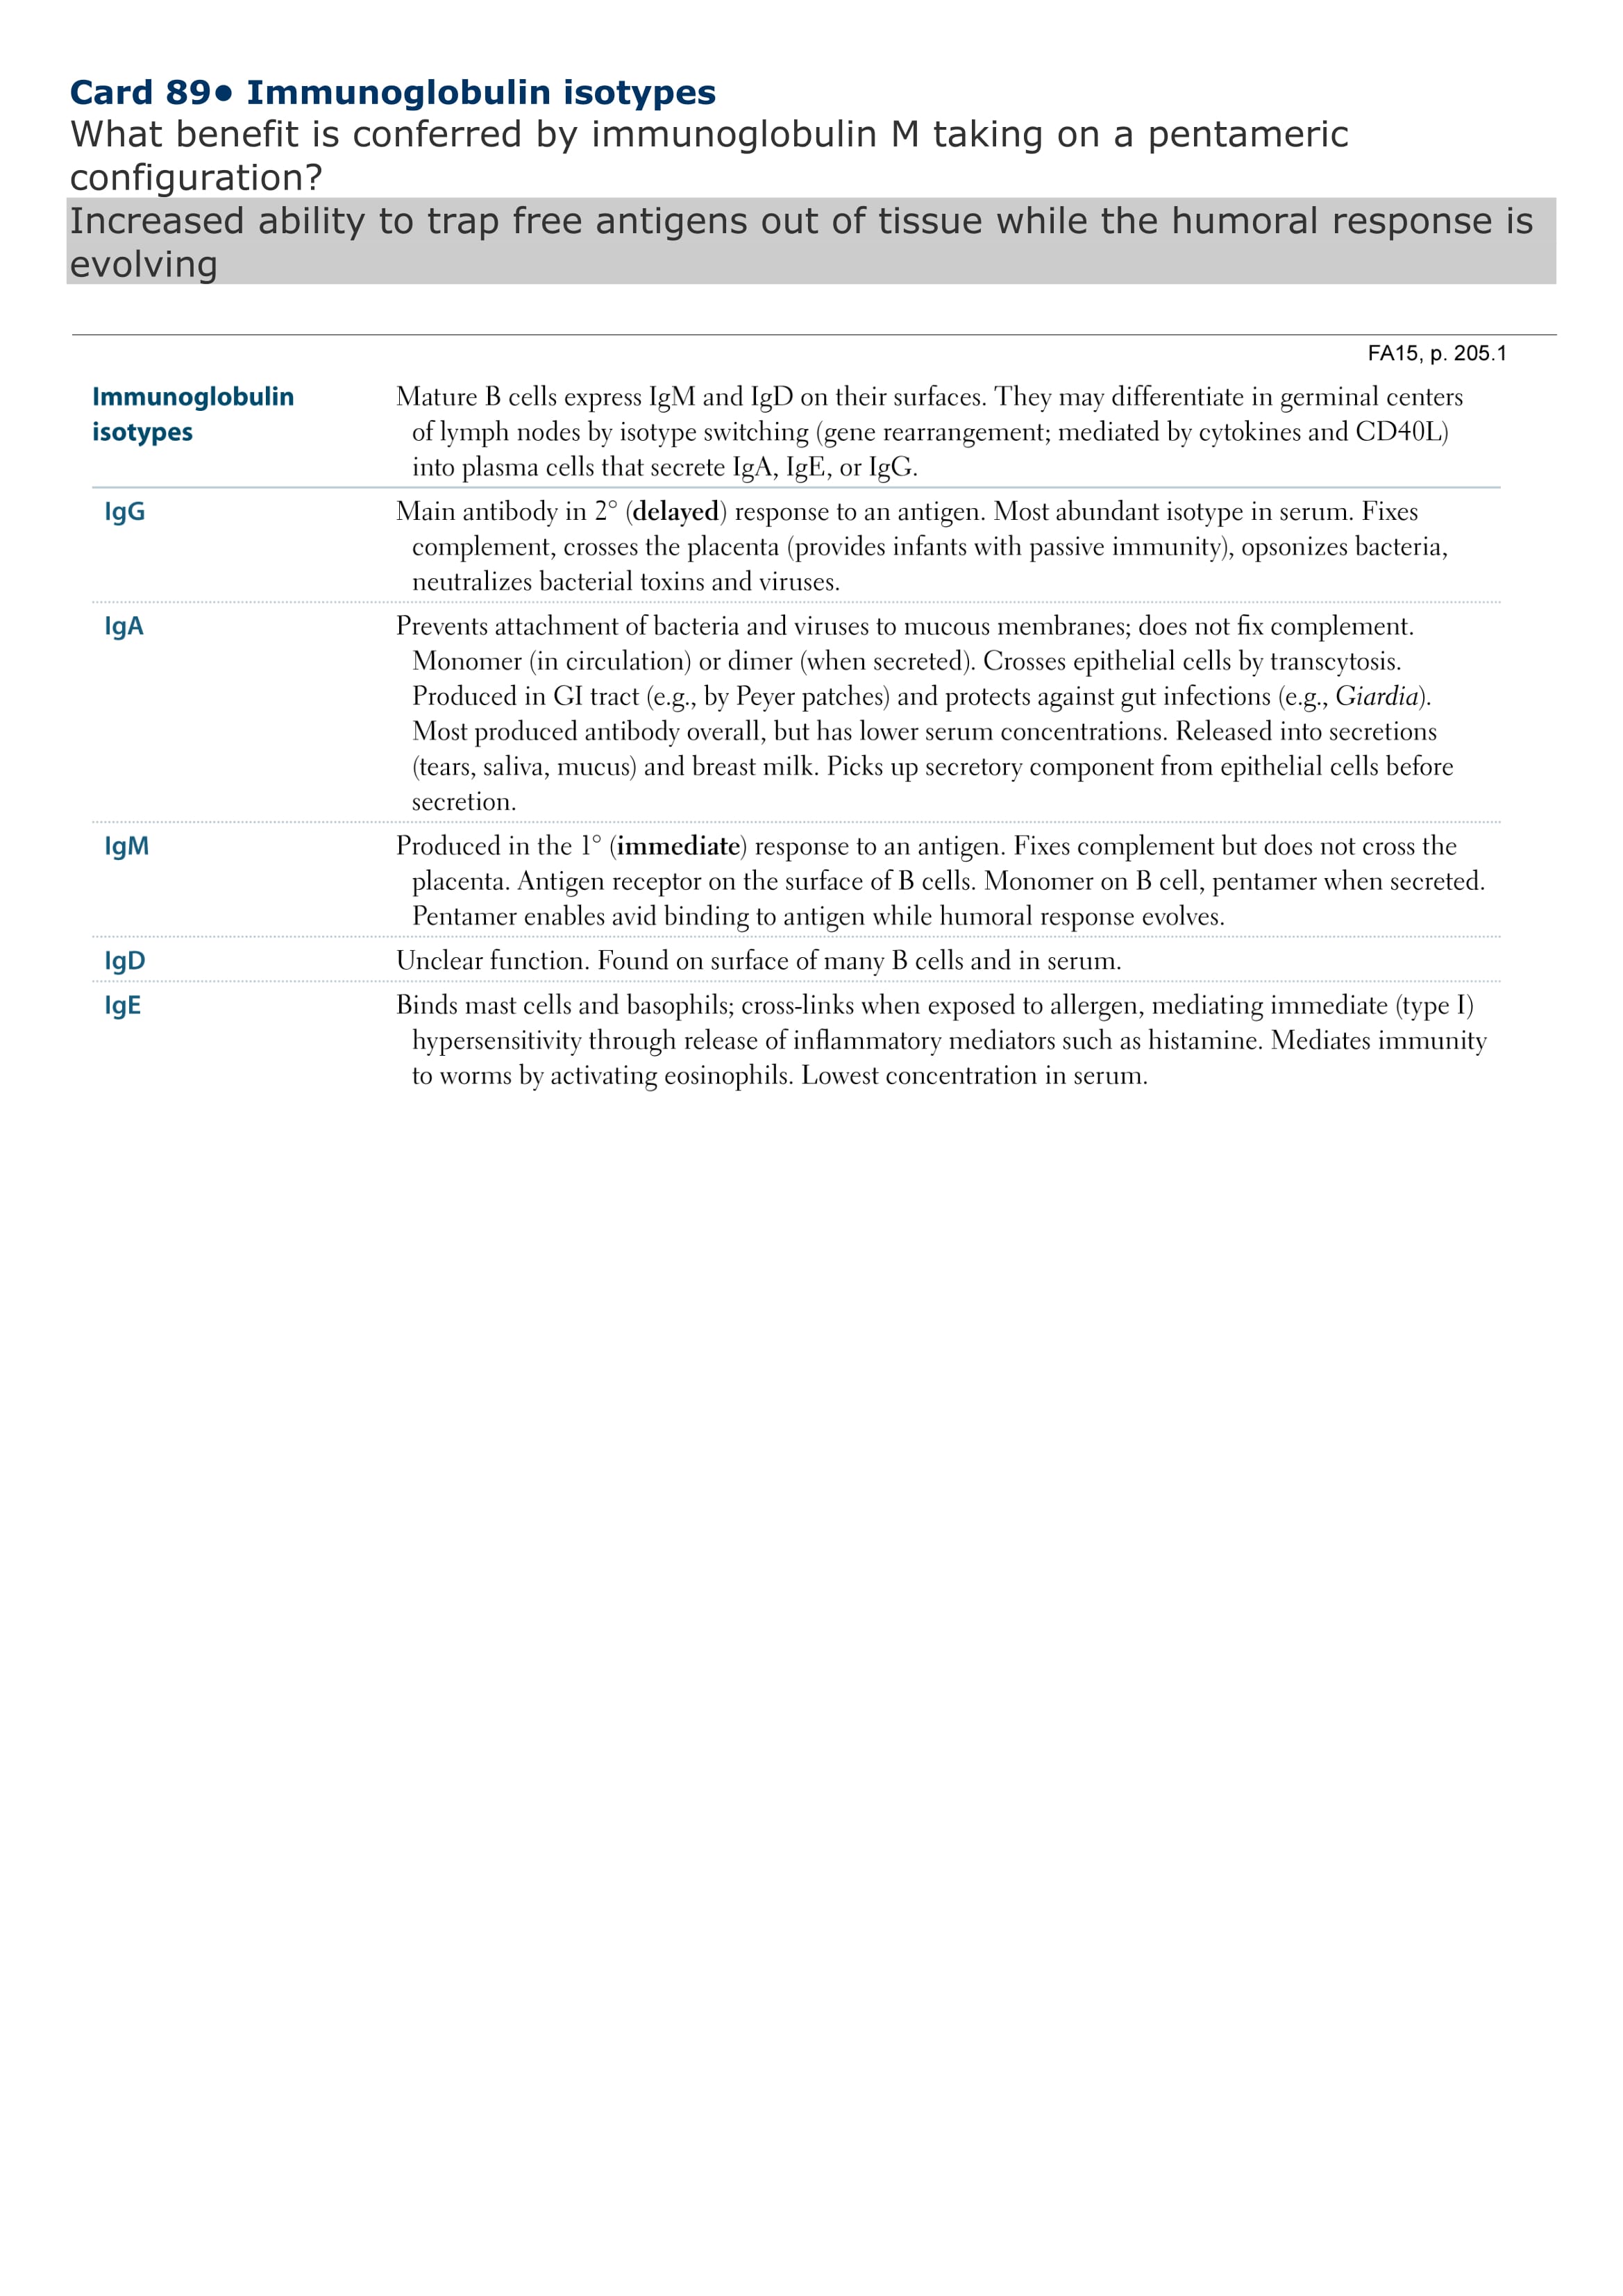 Card 89● Immunoglobulin isotypes
What benefit is conferred by immunoglobulin M taking on a pentameric
configuration?
Increased ability to trap free antigens out of tissue while the humoral response is
evolving
FA15, p. 205.1
Immunoglobulin
isotypes
Mature B cells express IgM and IgD on their surfaces. They may differentiate in germinal centers
of lymph nodes by isotype switching (gene rearrangement; mediated by cytokines and CD40L)
into plasma cells that secrete IgA, IgE, or IgG.
IgG
Main antibody in 2° (delayed) response to an antigen. Most abundant isotype in serum. Fixes
complement, crosses the placenta (provides infants with passive immunity), opsonizes bacteria,
neutralizes bacterial toxins and viruses.
IgA
Prevents attachment of bacteria and viruses to mucous membranes; does not fix complement.
Monomer (in circulation) or dimer (when secreted). Crosses epithelial cells by transcytosis.
Produced in GI tract (e.g., by Peyer patches) and protects against gut infections (e.g., Giardia).
Most produced antibody overall, but has lower serum concentrations. Released into secretions
(tears, saliva, mucus) and breast milk. Picks up secretory component from epithelial cells before
secretion.
IgM
Produced in the 1° (immediate) response to an antigen. Fixes complement but does not cross the
placenta. Antigen receptor on the surface of B cells. Monomer on B cell, pentamer when secreted.
Pentamer enables avid binding to antigen while humoral response evolves.
IgD
Unclear function. Found on surface of many B cells and in serum.
IgE
Binds mast cells and basophils; cross-links when exposed to allergen, mediating immediate (type I)
hypersensitivity through release of inflammatory mediators such as histamine. Mediates immunity
to worms by activating eosinophils. Lowest concentration in serum.